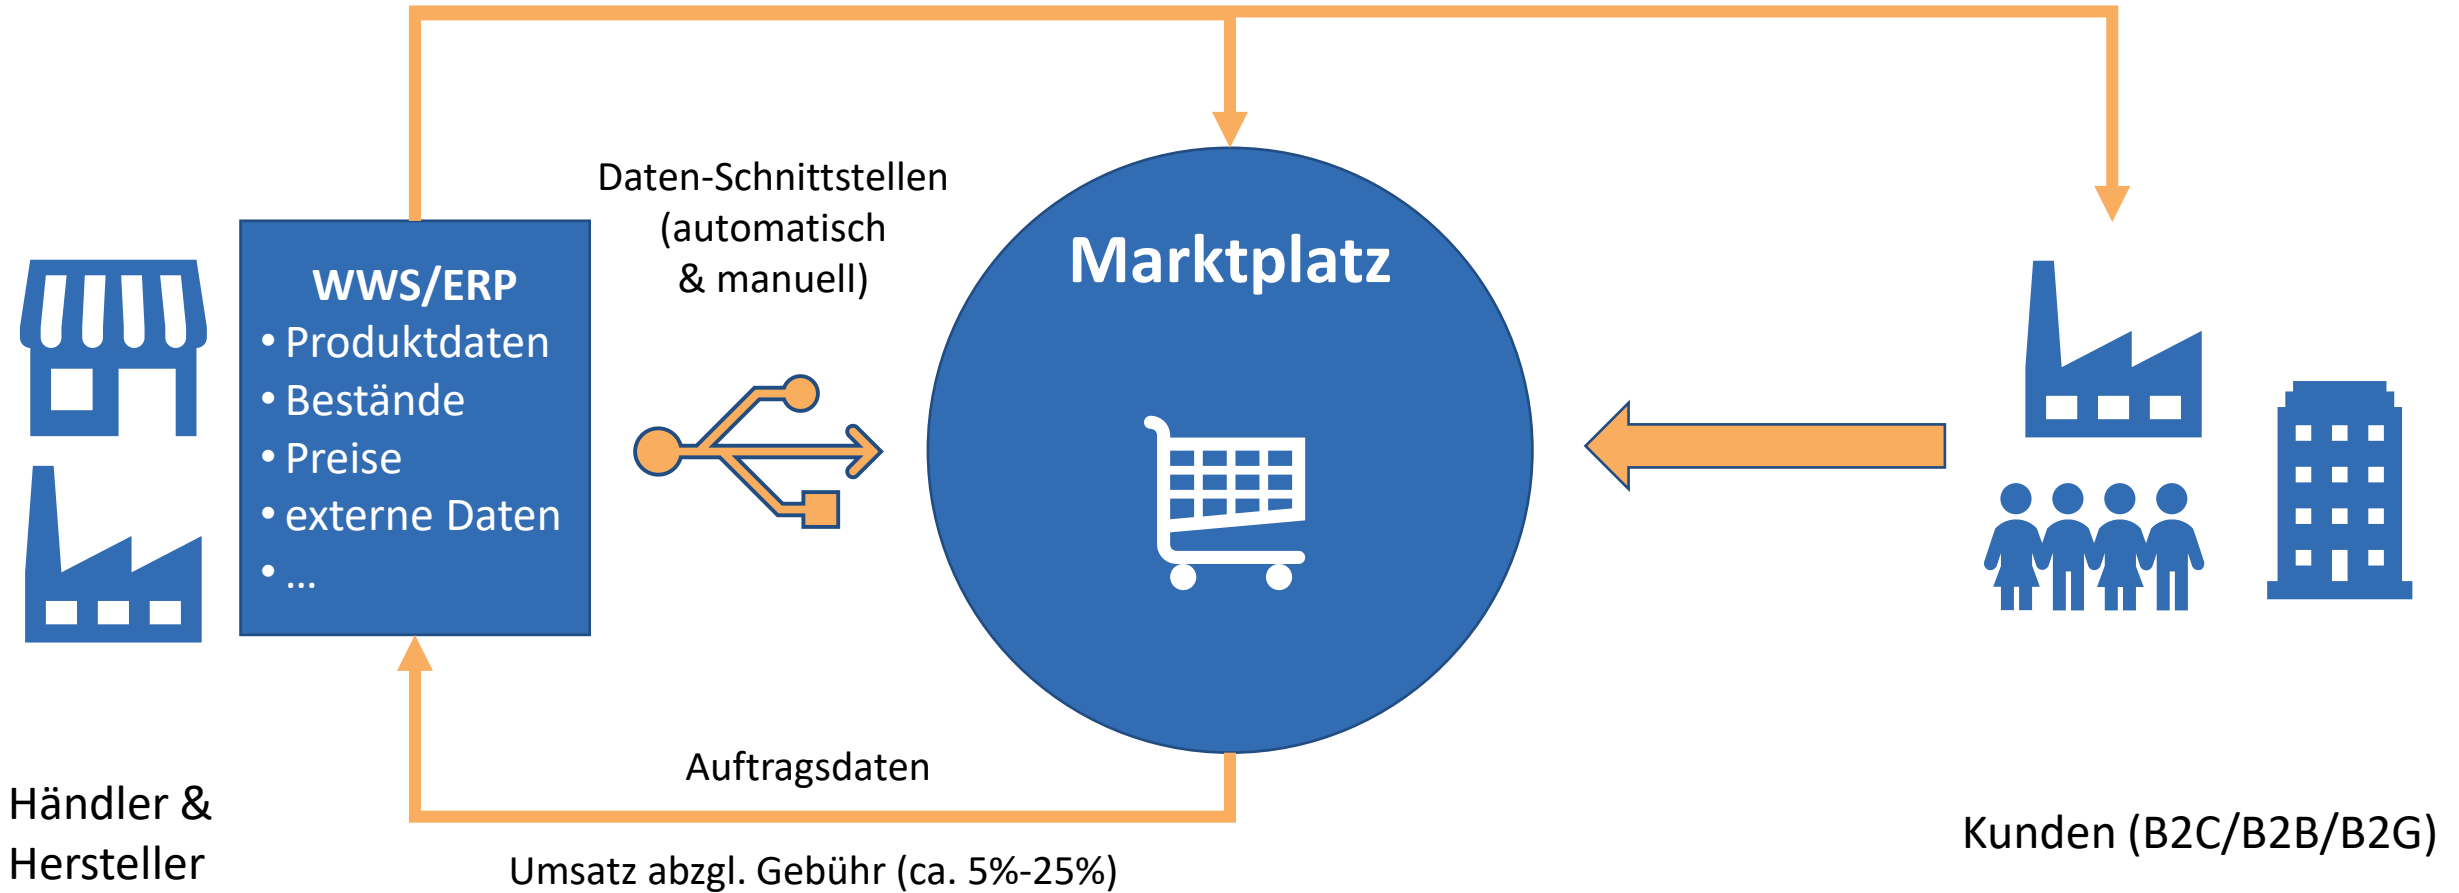 Daten-Schnittstellen
(automatisch
& manuell)
WWS/ERP
• Produktdaten
• Bestände
• Preise
• externe Daten
• ...
Marktplatz
Auftragsdaten
Umsatz abzgl. Gebühr (ca. 5%-25%)
Händler &
Hersteller
Kunden (B2C/B2B/B2G)